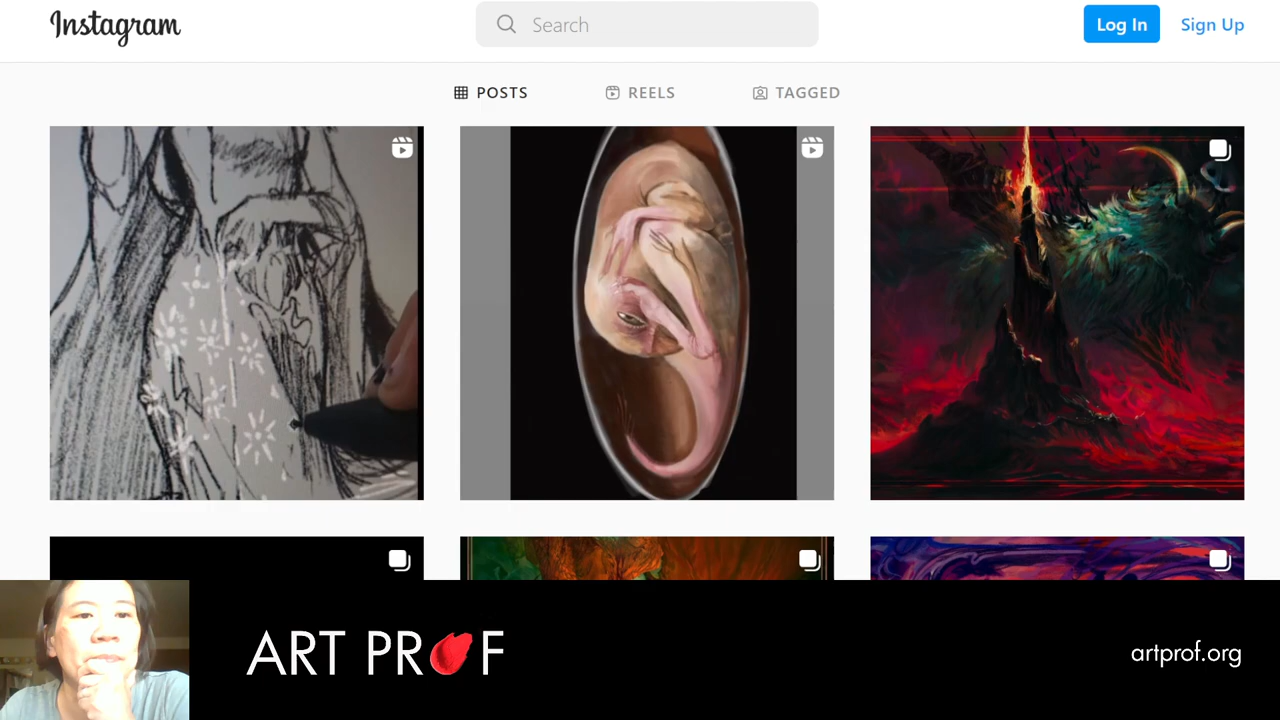 Instagram
Search
Log In
Sign Up
POSTS
REELS
TAGGED
ART PROF
artprof.org